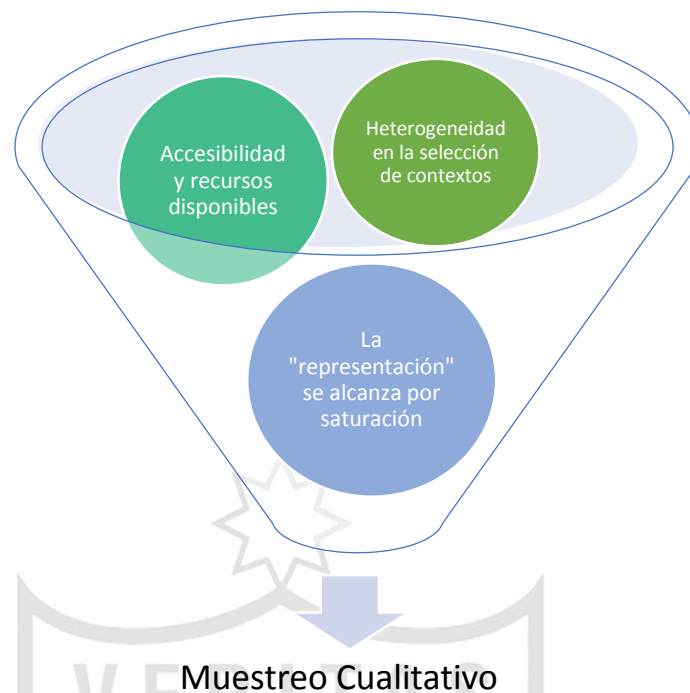 Accesibilidad
y recursos
disponibles
Heterogeneidad
en la selección
de contextos
La
"representación"
se alcanza por
saturación
Muestreo Cualitativo